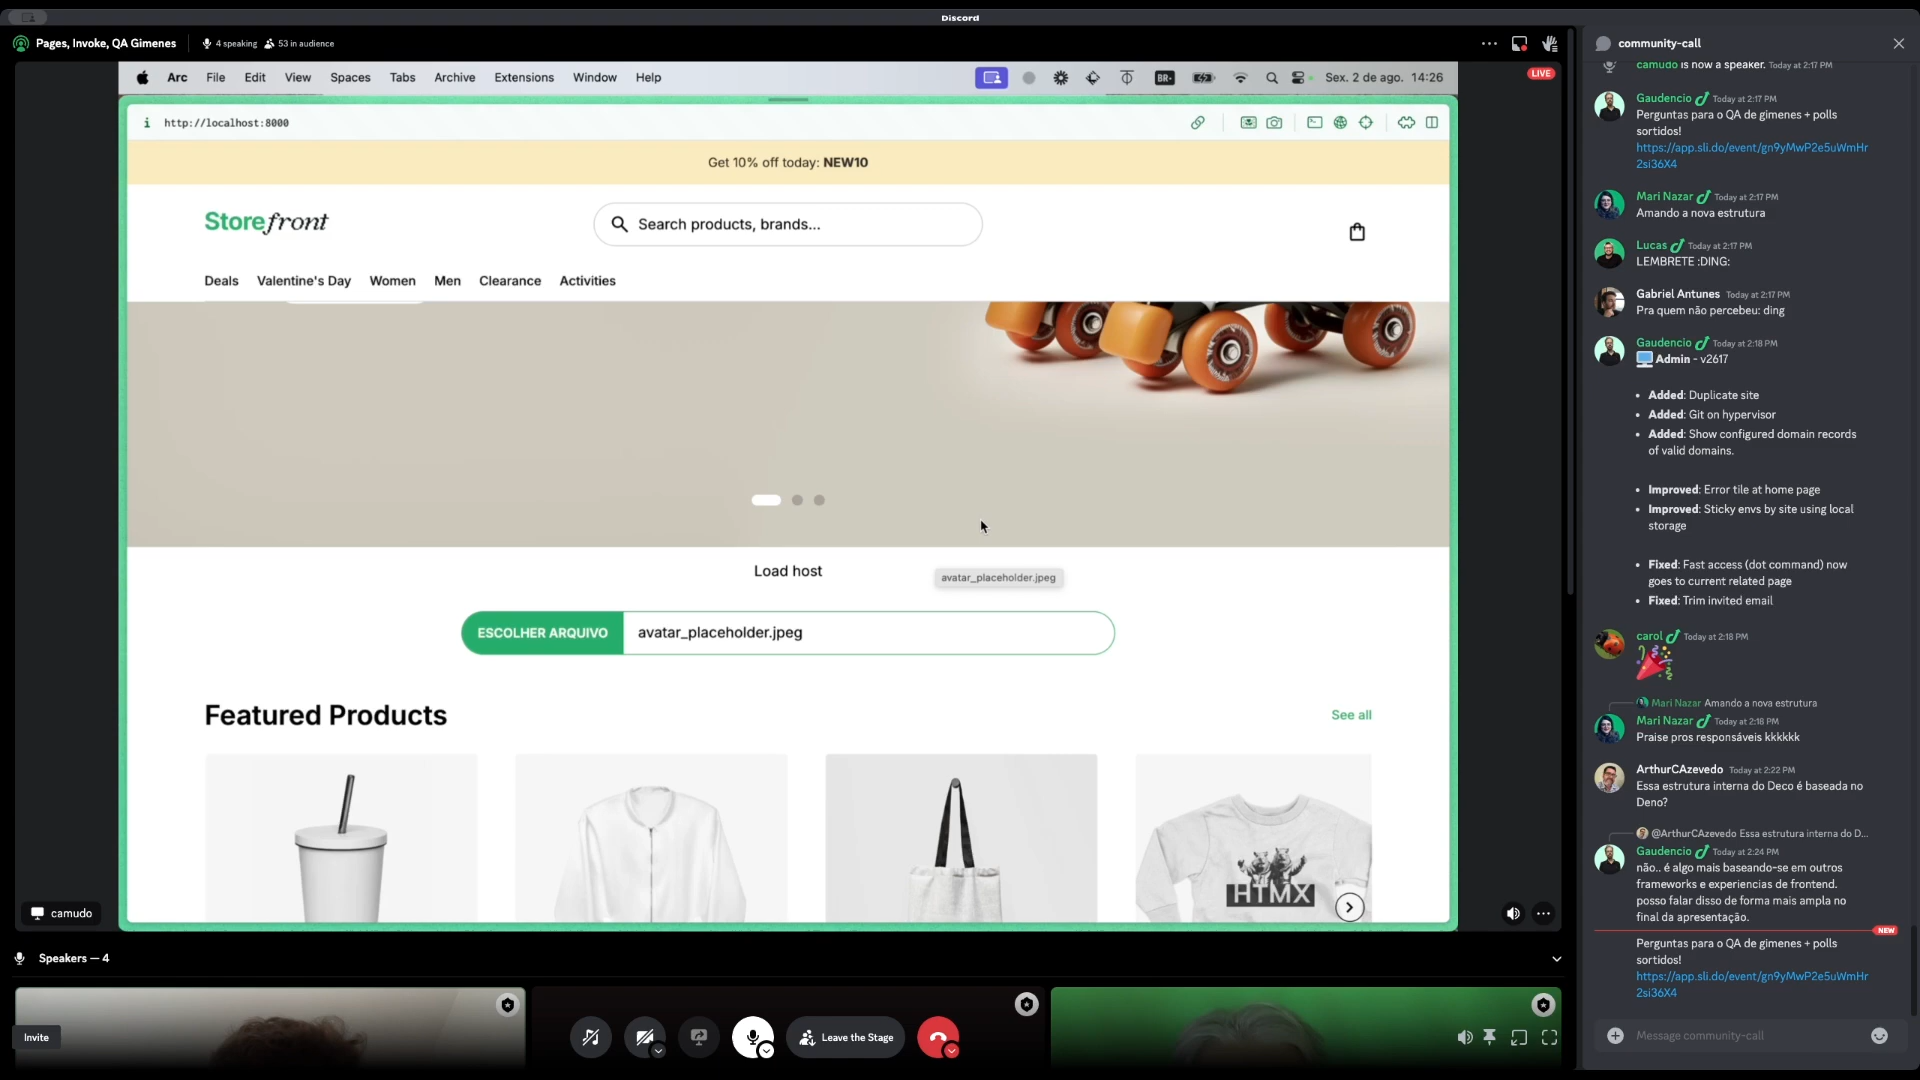 Discord
Pages, Invoke, QA Gimenes
4 speaking
53 in audience
LIVE
Arc
File
Edit
View
Spaces
Tabs
Archive
Extensions
Window
Help
BR
Sex. 2 de ago. 14:26
http://localhost:8000
Get 10% off today: NEW10
Storefront
Search products, brands...
Deals
Valentine's Day
Women
Men
Clearance
Activities
Load host
avatar_placeholder.jpeg
ESCOLHER ARQUIVO
avatar_placeholder.jpeg
Featured Products
See all
HTMX
camudo
Speakers — 4
Invite
Leave the Stage
community-call
camudo is now a speaker. Today at 2:17 PM
Gaudencio Today at 2:17 PM
Perguntas para o QA de gimenes + polls
sortidos!
https://app.sli.do/event/gn9yMwP2e5uWmHr
2si36X4
Mari Nazar Today at 2:17 PM
Amando a nova estrutura
Lucas Today at 2:17 PM
LEMBRETE :DING:
Gabriel Antunes Today at 2:17 PM
Pra quem não percebeu: ding
Gaudencio Today at 2:18 PM
Admin - v2617
• Added: Duplicate site
• Added: Git on hypervisor
• Added: Show configured domain records
of valid domains.
• Improved: Error tile at home page
• Improved: Sticky envs by site using local
storage
• Fixed: Fast access (dot command) now
goes to current related page
• Fixed: Trim invited email
carol Today at 2:18 PM
Mari Nazar Amando a nova estrutura
Mari Nazar Today at 2:18 PM
Praise pros responsáveis kkkkkk
ArthurCAzevedo Today at 2:22 PM
Essa estrutura interna do Deco é baseada no
Deno?
@ArthurCAzevedo Essa estrutura interna do D...
Gaudencio Today at 2:24 PM
não.. é algo mais baseando-se em outros
frameworks e experiencias de frontend.
posso falar disso de forma mais ampla no
final da apresentação.
NEW
Perguntas para o QA de gimenes + polls
sortidos!
https://app.sli.do/event/gn9yMwP2e5uWmHr
2si36X4
Message community-call